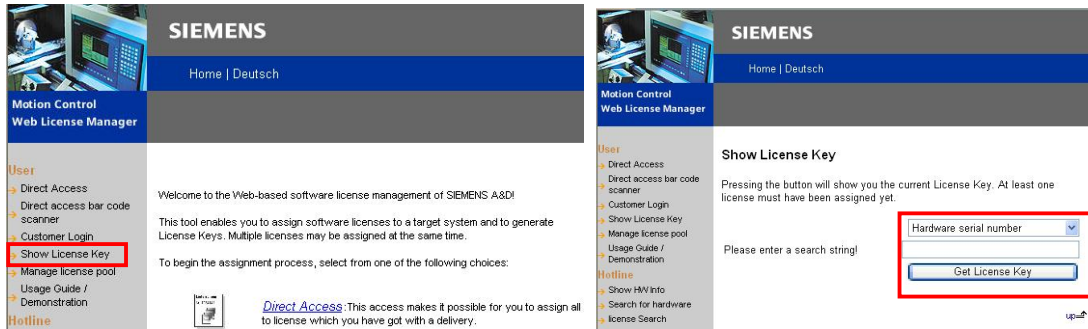 SIEMENS
Home | Deutsch
Motion Control
Web License Manager
User
Direct Access
Direct access bar code
scanner
Customer Login
Show License Key
Manage license pool
Usage Guide /
Demonstration
Hotline
Welcome to the Web-based software license management of SIEMENS A&D!
This tool enables you to assign software licenses to a target system and to generate
License Keys. Multiple licenses may be assigned at the same time.
To begin the assignment process, select from one of the following choices:
Direct Access :This access makes it possible for you to assign all
to license which you have got with a delivery.
SIEMENS
Home | Deutsch
Motion Control
Web License Manager
User
Direct Access
Direct access bar code
scanner
Customer Login
Show License Key
Manage license pool
Usage Guide /
Demonstration
Hotline
Show HW Info
Search for hardware
license Search
Show License Key
Pressing the button will show you the current License Key. At least one
license must have been assigned yet.
Hardware serial number
Please enter a search string!
Get License Key
up